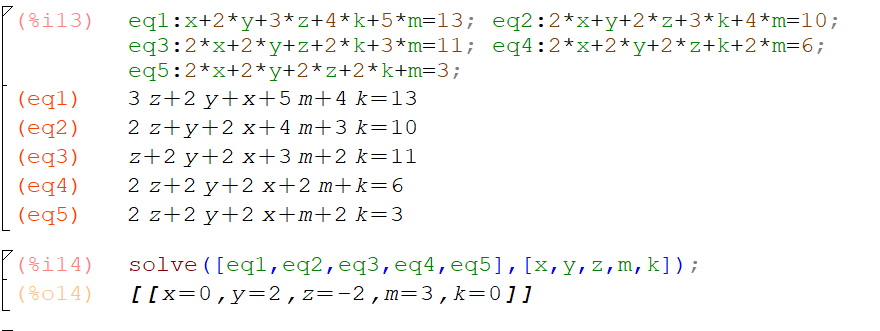 (%i13) eq1:x+2*y+3*z+4*k+5*m=13; eq2:2*x+y+2*z+3*k+4*m=10;
eq3:2*x+2*y+z+2*k+3*m=11; eq4:2*x+2*y+2*z+k+2*m=6;
eq5:2*x+2*y+2*z+2*k+m=3;
(eq1) 3 z+2 y+x+5 m+4 k=13
(eq2) 2 z+y+2 x+4 m+3 k=10
(eq3) z+2 y+2 x+3 m+2 k=11
(eq4) 2 z+2 y+2 x+2 m+k=6
(eq5) 2 z+2 y+2 x+m+2 k=3
(%i14) solve([eq1,eq2,eq3,eq4,eq5],[x,y,z,m,k]);
(%o14) [[x=0,y=2,z=-2,m=3,k=0]]